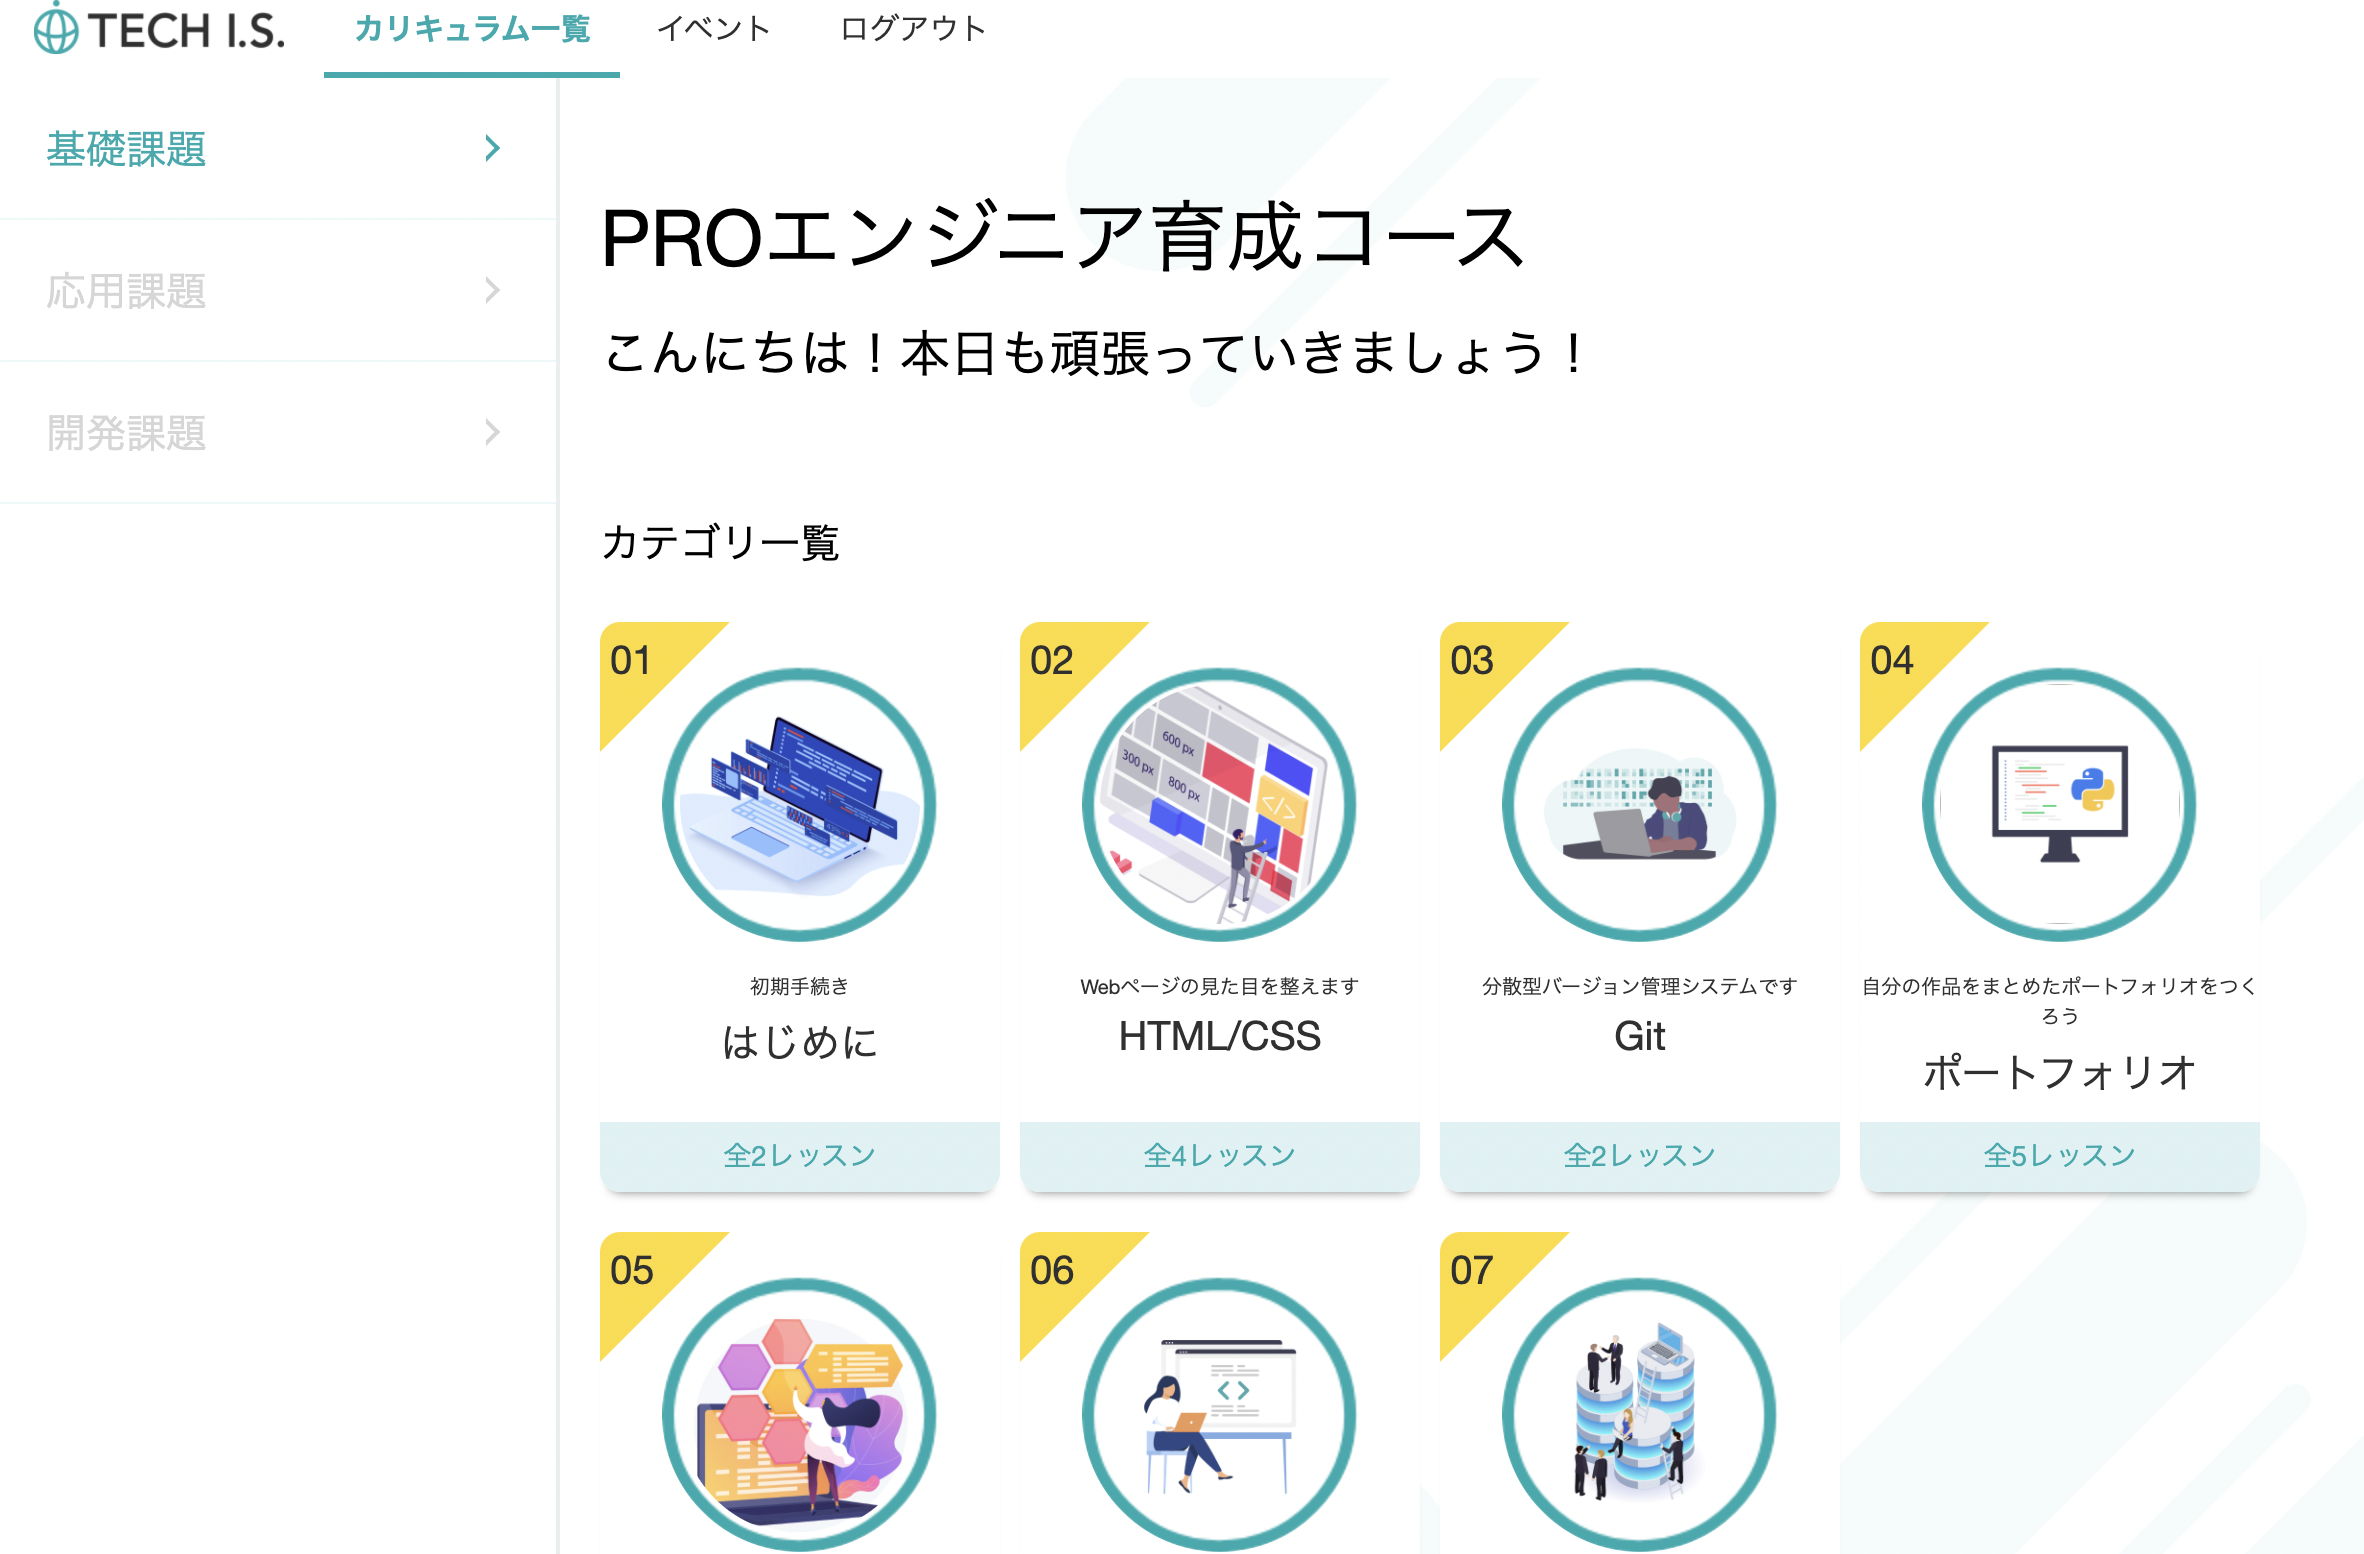 TECH I.S.
カリキュラム一覧
イベント
ログアウト
基礎課題
応用課題
開発課題
PROエンジニア育成コース
こんにちは！本日も頑張っていきましょう！
カテゴリ一覧
01
初期手続き
はじめに
全2レッスン
02
600 px
300 px
800 px
</>
Webページの見た目を整えます
HTML/CSS
全4レッスン
03
分散型バージョン管理システムです
Git
全2レッスン
04
自分の作品をまとめたポートフォリオをつく
ろう
ポートフォリオ
全5レッスン
05
06
07